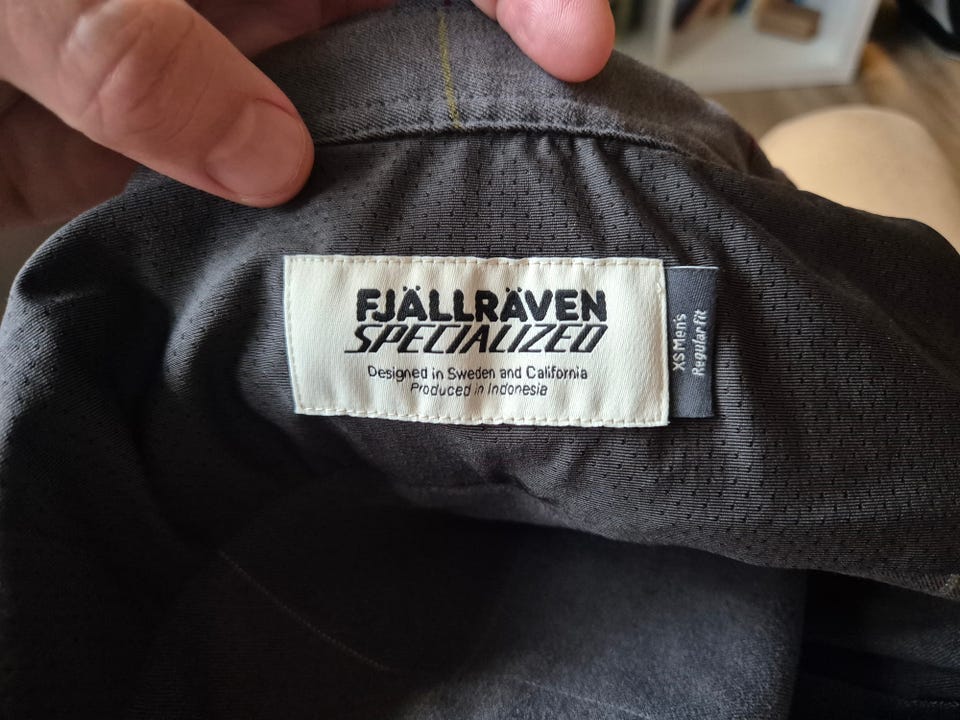 FJÄLLRÄVEN
SPECIALIZED
Designed in Sweden and California
Produced in Indonesia
XS Men's
Regular fit